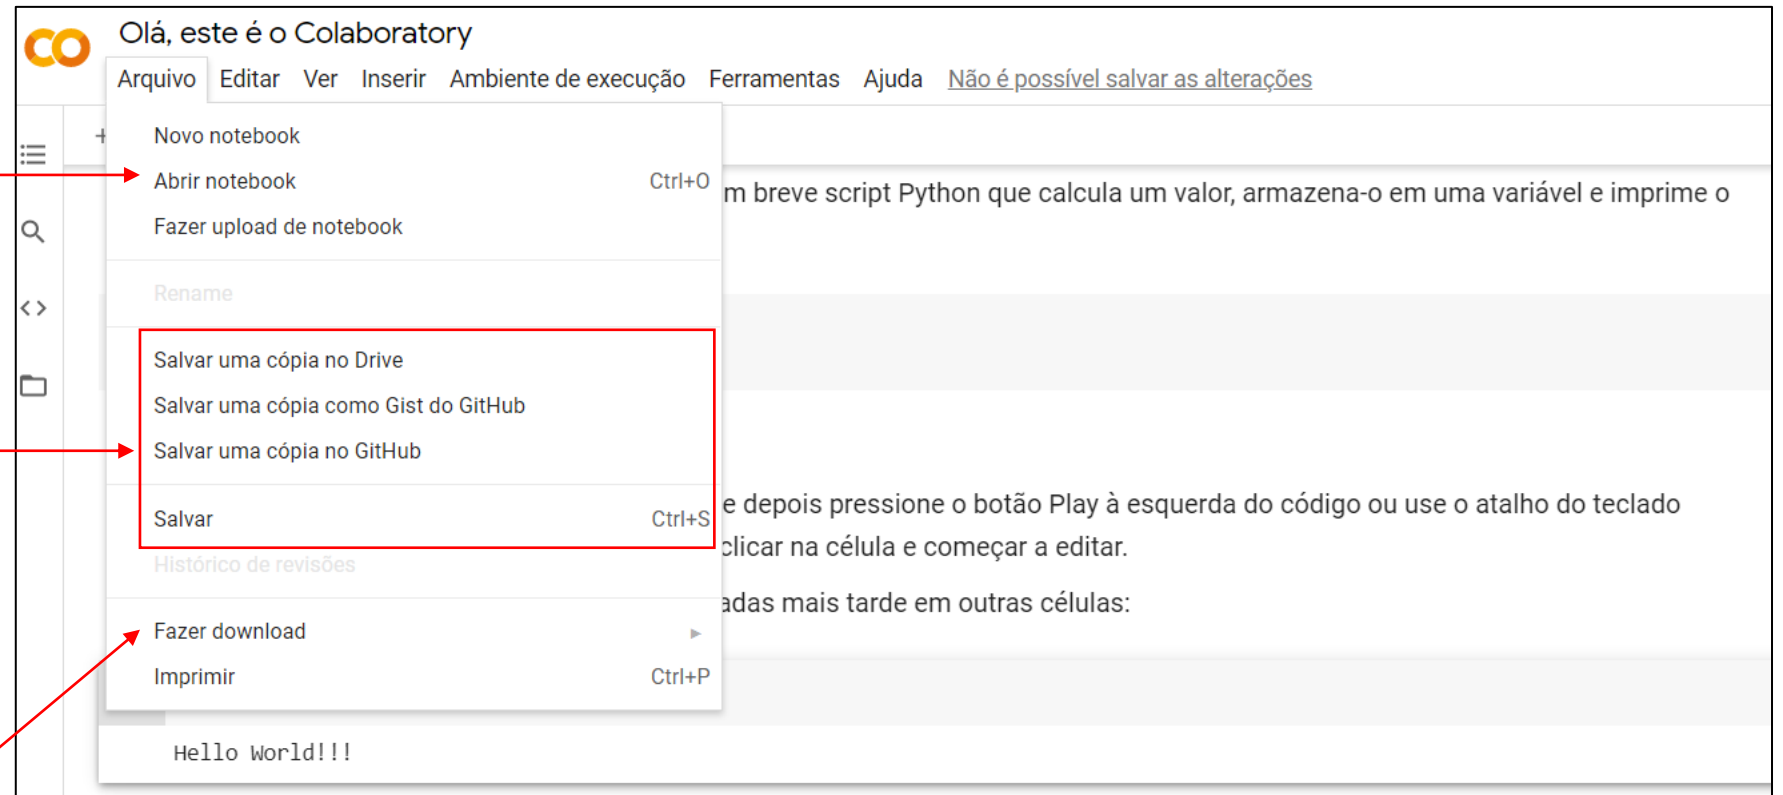 Olá, este é o Colaboratory
Arquivo Editar Ver Inserir Ambiente de execução Ferramentas Ajuda Não é possível salvar as alterações
+
Novo notebook
Abrir notebook Ctrl+O
m breve script Python que calcula um valor, armazena-o em uma variável e imprime o
Fazer upload de notebook
Rename
Salvar uma cópia no Drive
Salvar uma cópia como Gist do GitHub
Salvar uma cópia no GitHub
Salvar Ctrl+S
e depois pressione o botão Play à esquerda do código ou use o atalho do teclado
clicar na célula e começar a editar.
Histórico de revisões
adas mais tarde em outras células:
Fazer download
Imprimir Ctrl+P
Hello World!!!